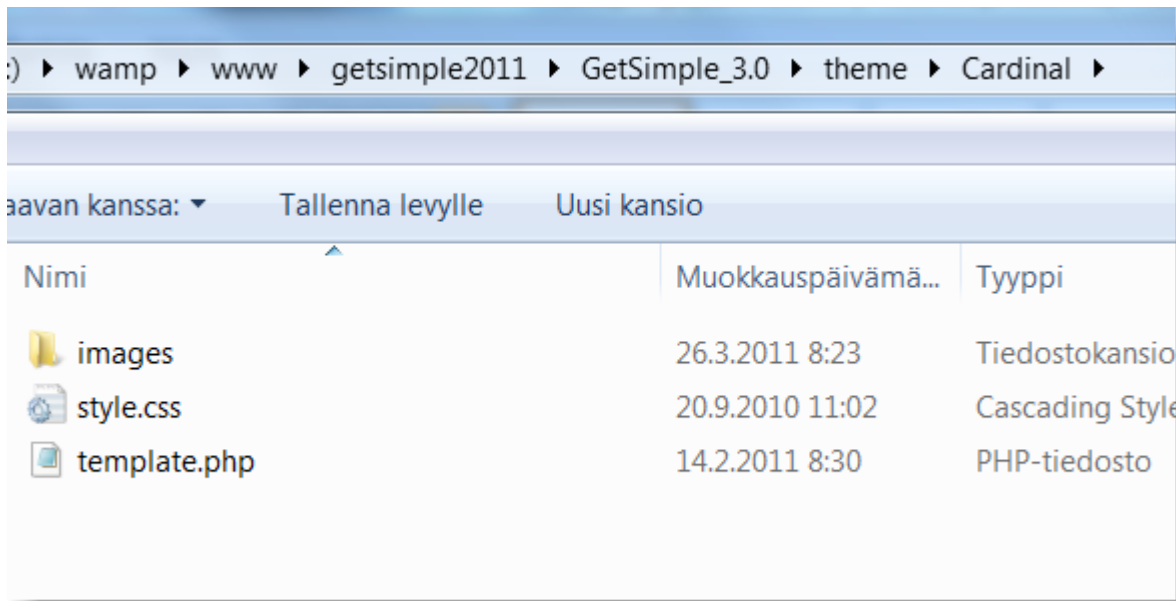 :) ▸ wamp ▸ www ▸ getsimple2011 ▸ GetSimple_3.0 ▸ theme ▸ Cardinal ▸
aavan kanssa: ▾ Tallenna levylle Uusi kansio
Nimi Muokkauspäivämä... Tyyppi
images 26.3.2011 8:23 Tiedostokansio
style.css 20.9.2010 11:02 Cascading Style
template.php 14.2.2011 8:30 PHP-tiedosto